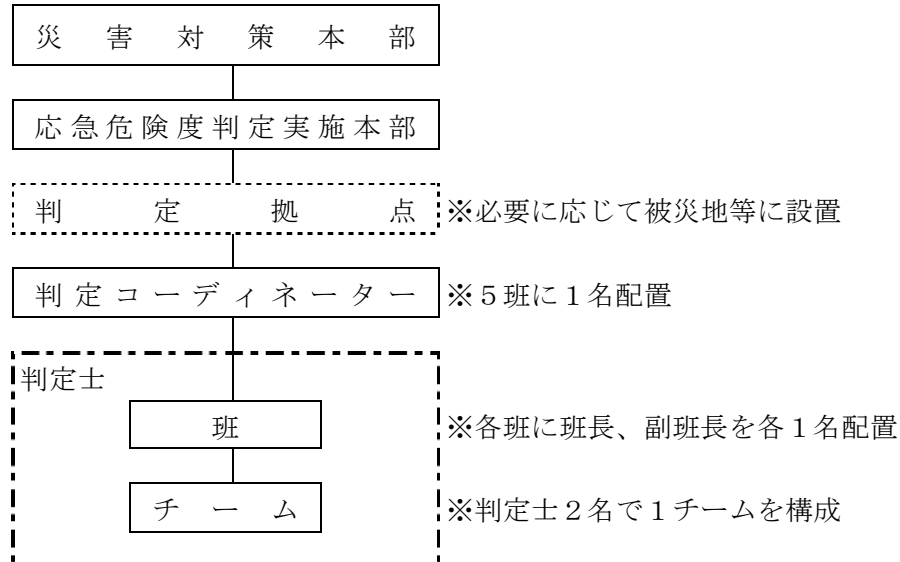 災害対策本部
応急危険度判定実施本部
判定拠点 ※必要に応じて被災地等に設置
判定コーディネーター ※５班に１名配置
判定士
班 ※各班に班長、副班長を各１名配置
チーム ※判定士２名で１チームを構成